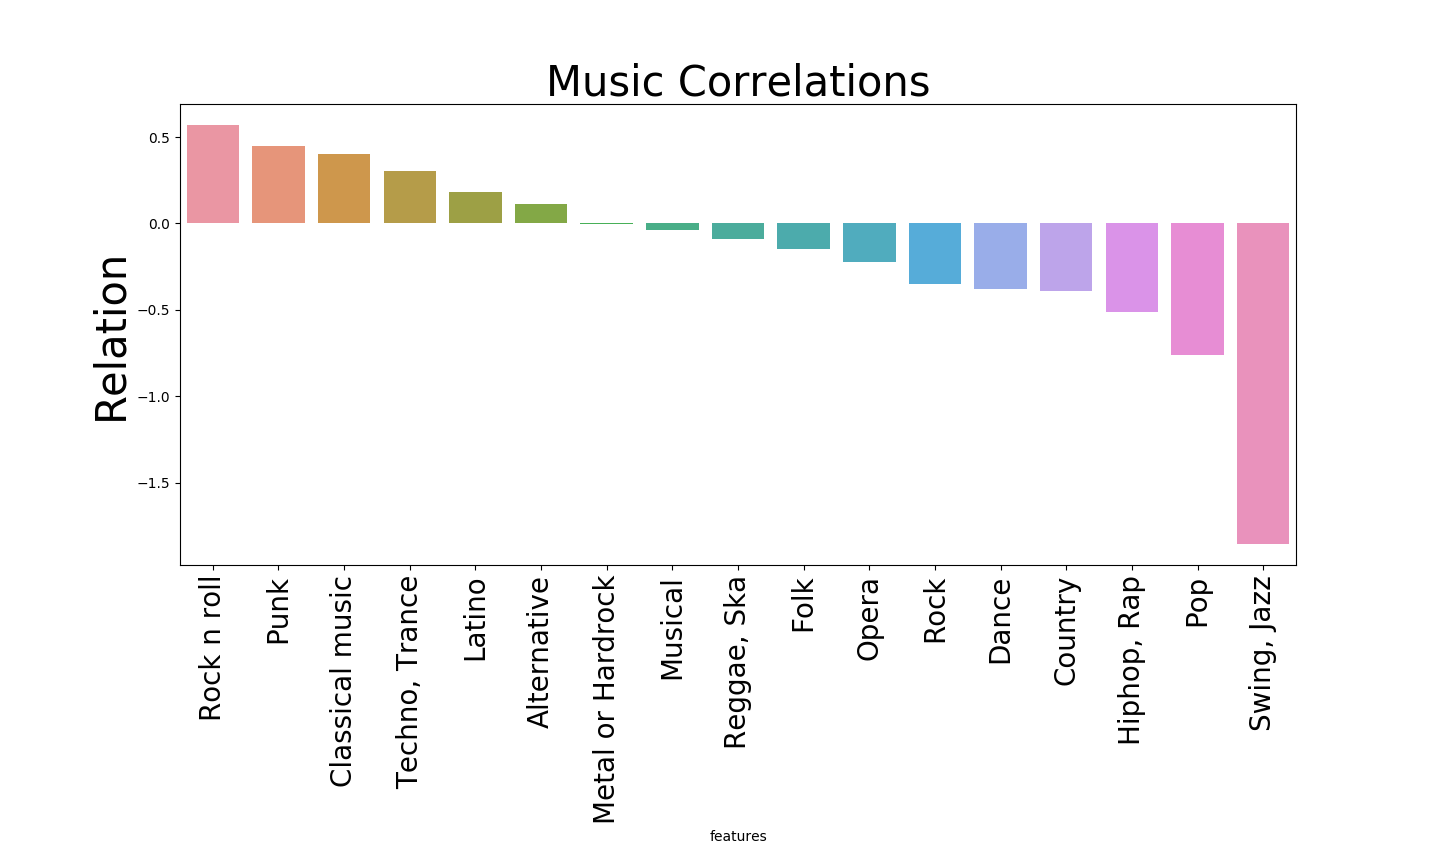 Music Correlations
Relation
0.5
0.0
−0.5
−1.0
−1.5
Rock n roll
Punk
Classical music
Techno, Trance
Latino
Alternative
Metal or Hardrock
Musical
Reggae, Ska
Folk
Opera
Rock
Dance
Country
Hiphop, Rap
Pop
Swing, Jazz
features